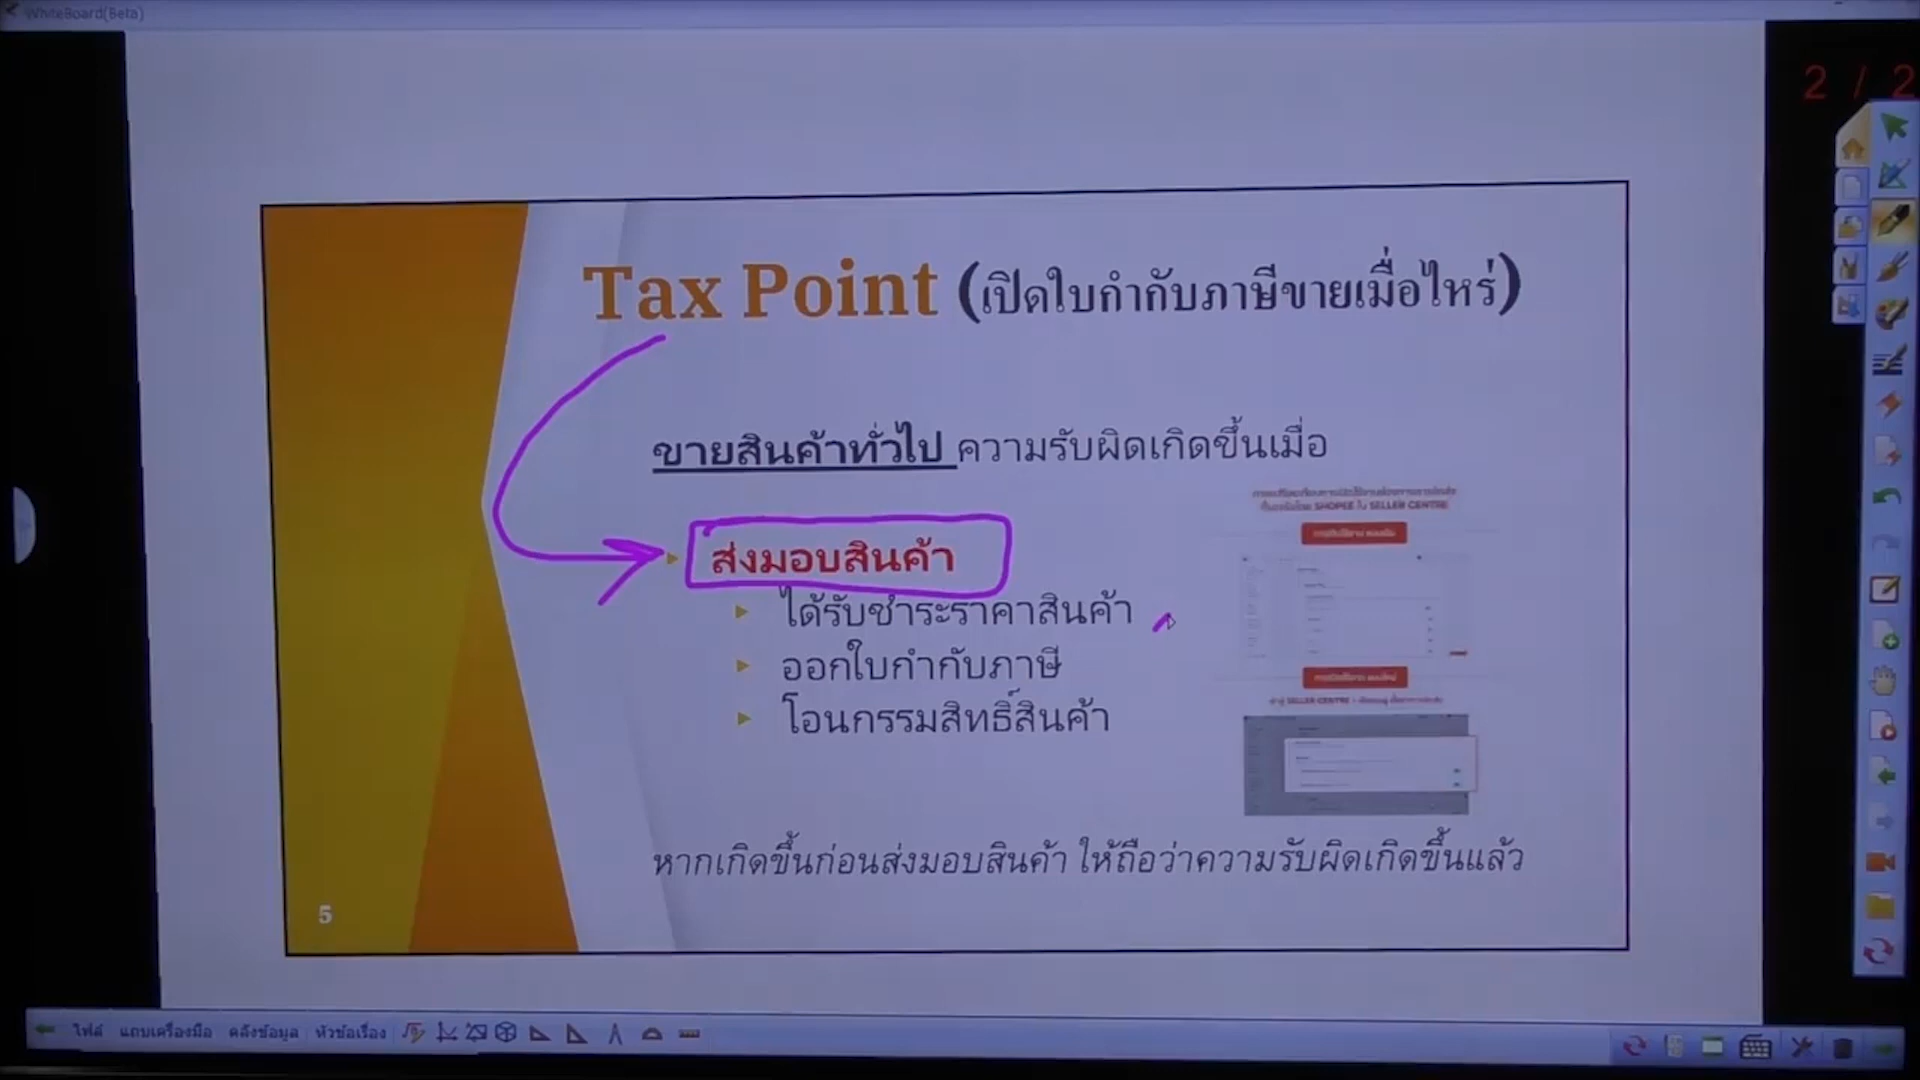 WhiteBoard(Beta)
2 / 2
Tax Point (เปิดใบกำกับภาษีขายเมื่อไหร่)
ขายสินค้าทั่วไป ความรับผิดเกิดขึ้นเมื่อ
ส่งมอบสินค้า
ได้รับชำระราคาสินค้า
ออกใบกำกับภาษี
โอนกรรมสิทธิ์สินค้า
SHOPEE ใน SELLER CENTRE
SELLER CENTRE
หากเกิดขึ้นก่อนส่งมอบสินค้า ให้ถือว่าความรับผิดเกิดขึ้นแล้ว
5
ไฟล์ แถบเครื่องมือ คลังข้อมูล หัวข้อเรื่อง